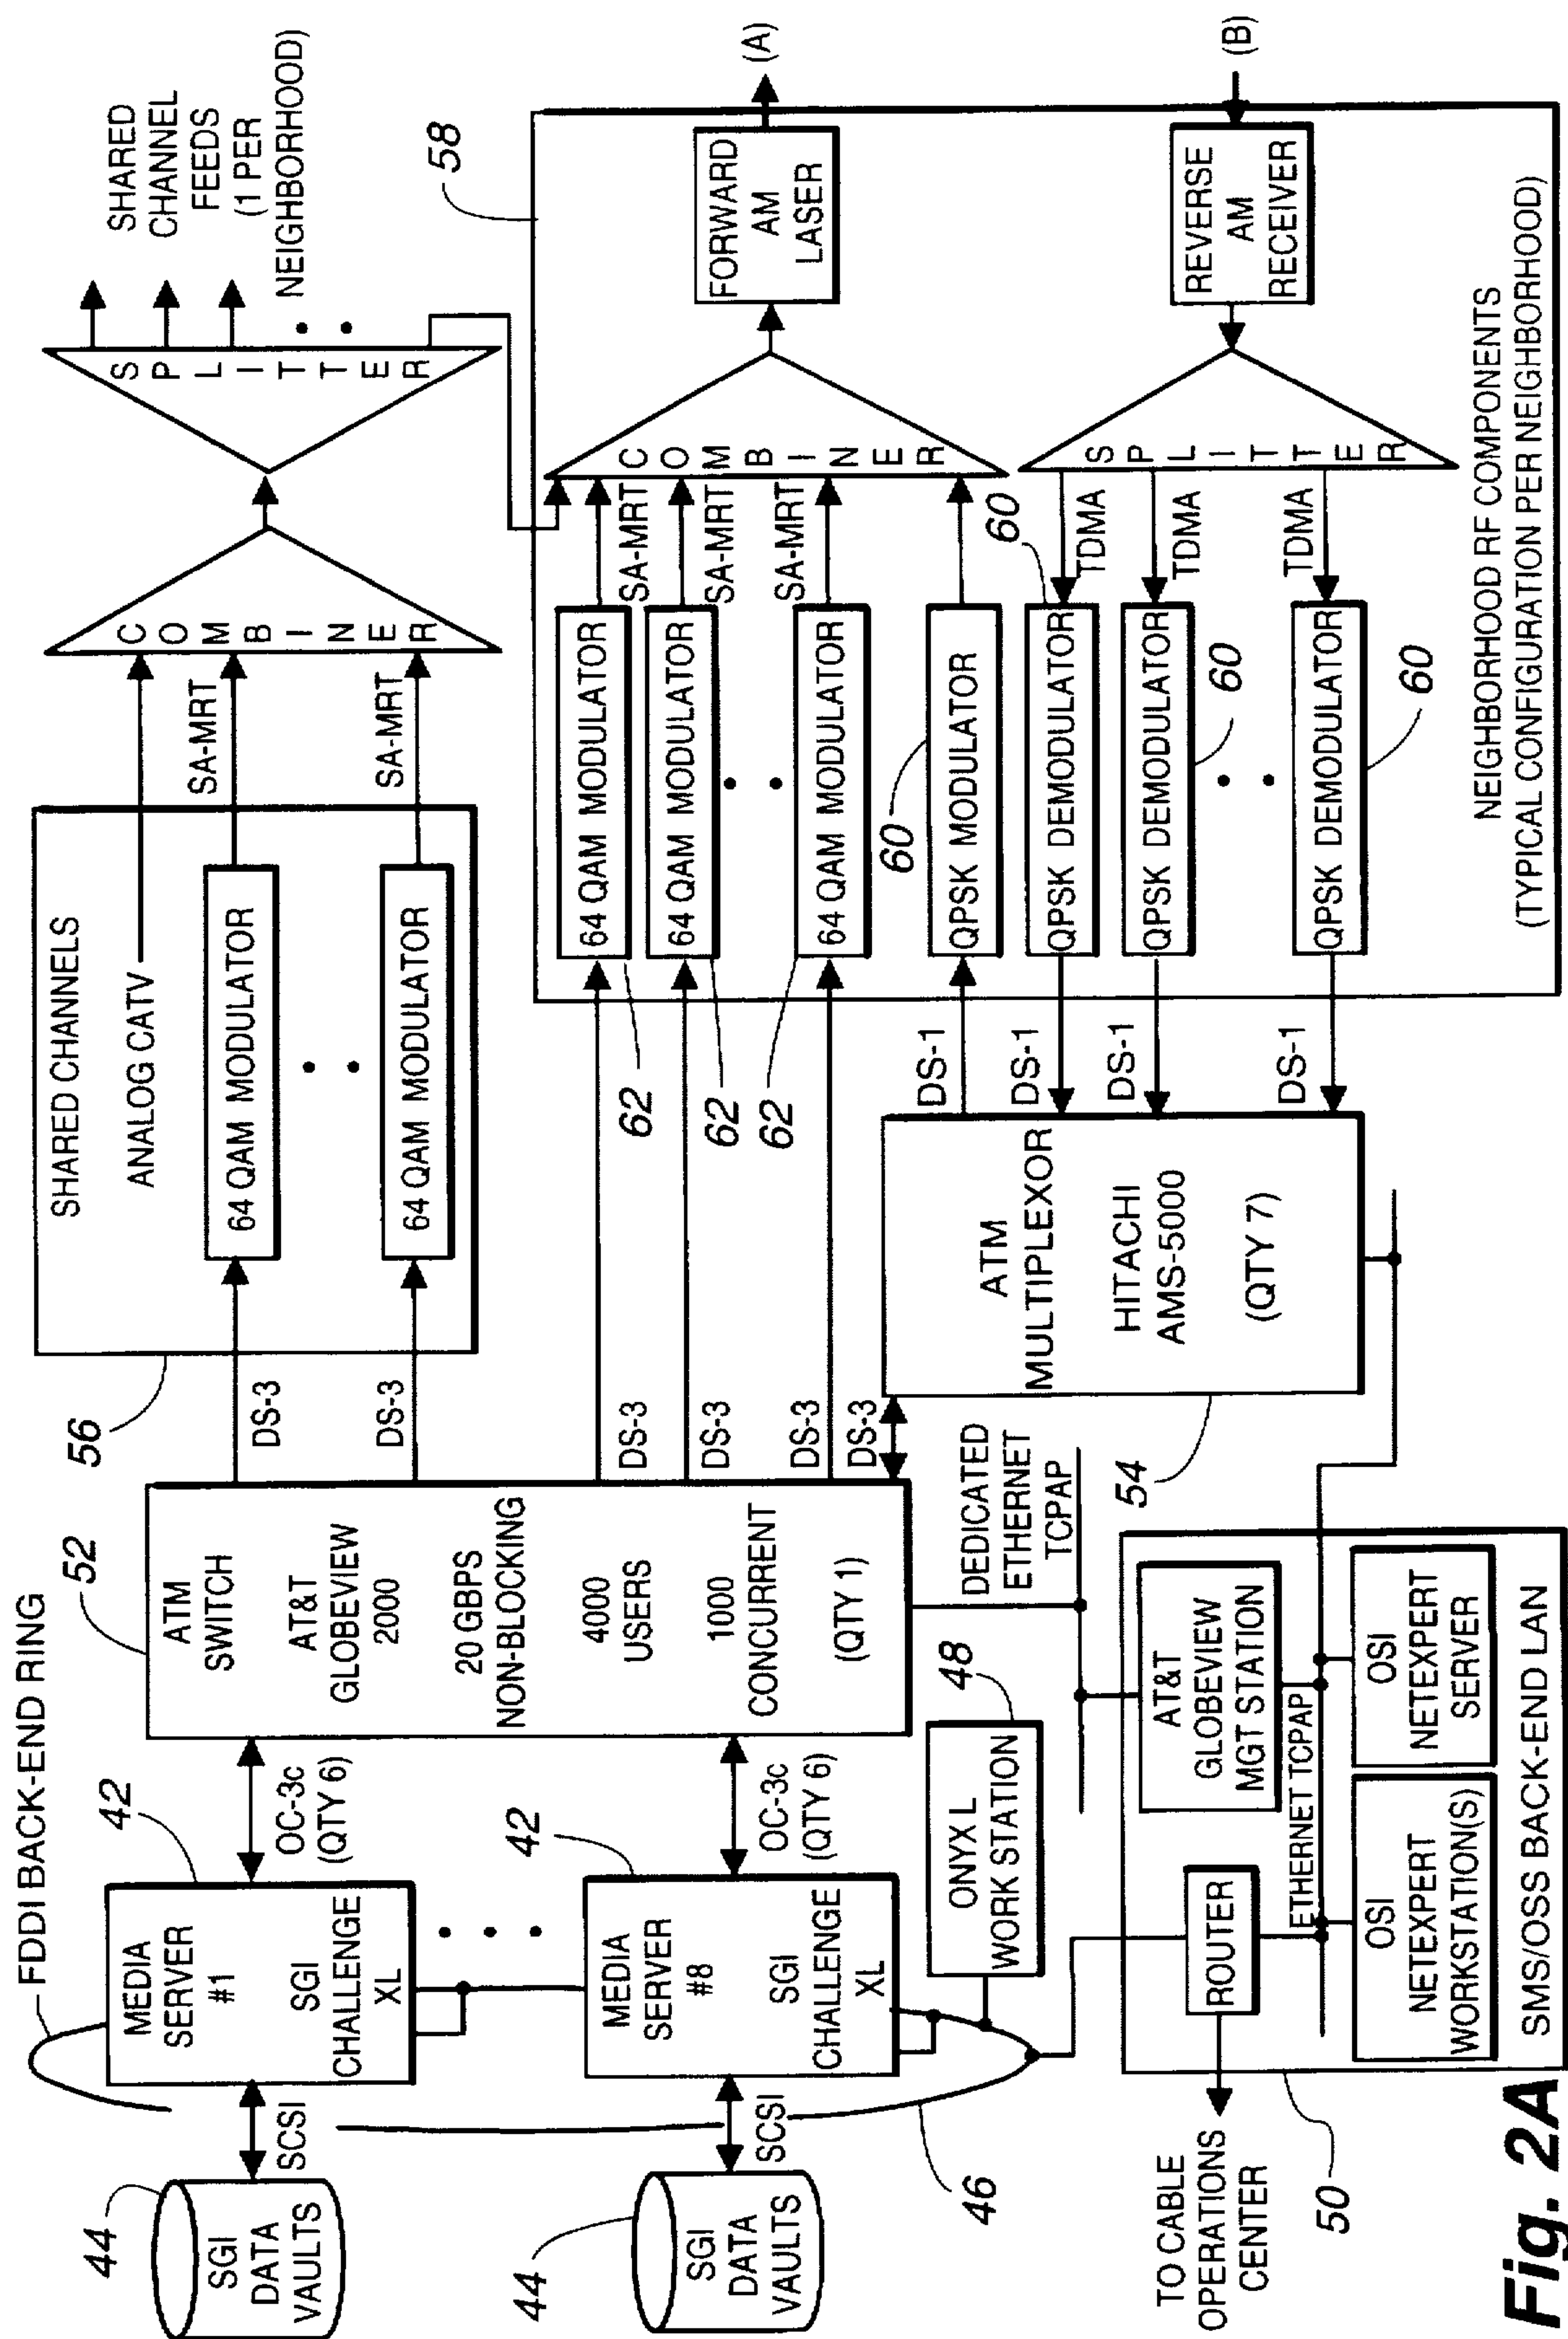 FDDI BACK-END RING
44
SGI
DATA
VAULTS
SCSI
42
MEDIA
SERVER
#1
SGI
CHALLENGE
XL
OC-3c
(QTY 6)
44
SGI
DATA
VAULTS
SCSI
46
42
MEDIA
SERVER
#8
SGI
CHALLENGE
XL
OC-3c
(QTY 6)
52
ATM
SWITCH
AT&T
GLOBEVIEW
2000
20 GBPS
NON-BLOCKING
4000
USERS
1000
CONCURRENT
(QTY 1)
48
ONYX L
WORK STATION
56
SHARED CHANNELS
ANALOG CATV
DS-3
64 QAM MODULATOR
SA-MRT
DS-3
64 QAM MODULATOR
SA-MRT
COMBINER
SPLITTER
SHARED
CHANNEL
FEEDS
(1 PER
NEIGHBORHOOD)
58
DS-3
62
64 QAM MODULATOR
SA-MRT
DS-3
62
64 QAM MODULATOR
SA-MRT
DS-3
62
64 QAM MODULATOR
SA-MRT
COMBINER
FORWARD
AM
LASER
(A)
DS-3
54
ATM
MULTIPLEXOR
HITACHI
AMS-5000
(QTY 7)
DS-1
60
QPSK MODULATOR
DS-1
QPSK DEMODULATOR
60
TDMA
DS-1
QPSK DEMODULATOR
60
TDMA
DS-1
QPSK DEMODULATOR
60
TDMA
SPLITTER
REVERSE
AM
RECEIVER
(B)
NEIGHBORHOOD RF COMPONENTS
(TYPICAL CONFIGURATION PER NEIGHBORHOOD)
DEDICATED
ETHERNET
TCPAP
AT&T
GLOBEVIEW
MGT STATION
ROUTER
ETHERNET TCPAP
OSI
NETEXPERT
WORKSTATION(S)
OSI
NETEXPERT
SERVER
SMS/OSS BACK-END LAN
50
TO CABLE
OPERATIONS
CENTER
Fig. 2A